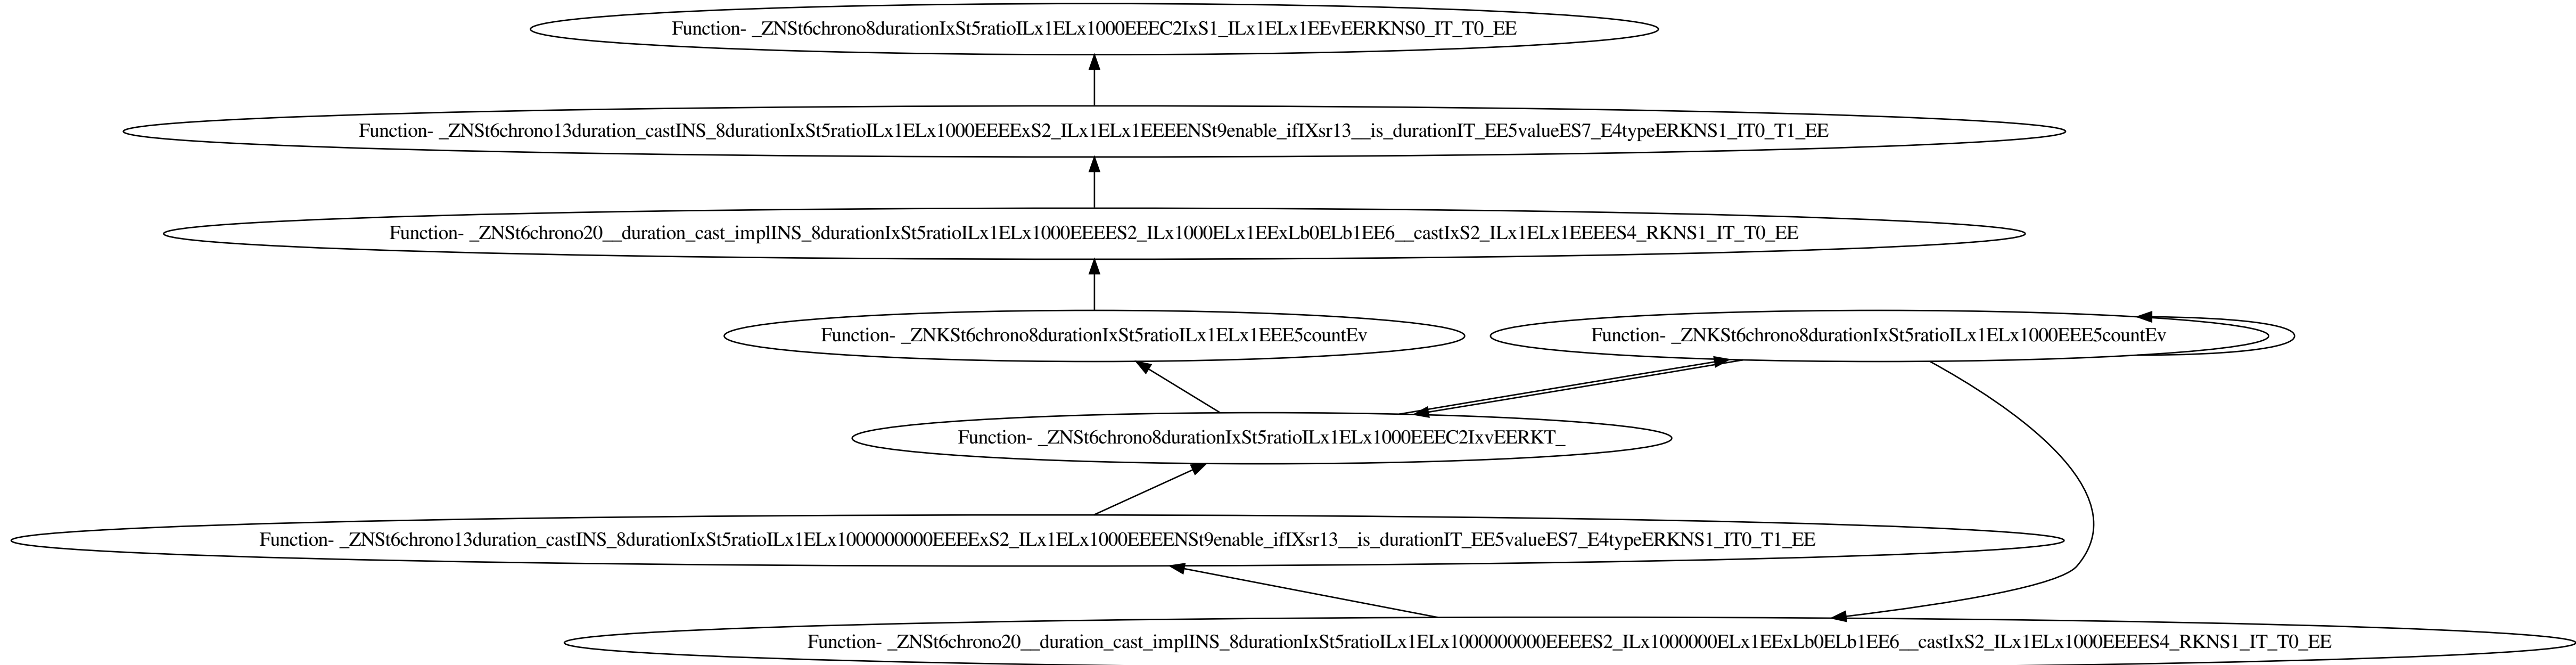 Function- _ZNSt6chrono8durationIxSt5ratioILx1ELx1000EEEC2IxS1_ILx1ELx1EEvEERKNS0_IT_T0_EE
Function- _ZNSt6chrono13duration_castINS_8durationIxSt5ratioILx1ELx1000EEEExS2_ILx1ELx1EEEENSt9enable_ifIXsr13__is_durationIT_EE5valueES7_E4typeERKNS1_IT0_T1_EE
Function- _ZNSt6chrono20__duration_cast_implINS_8durationIxSt5ratioILx1ELx1000EEEES2_ILx1000ELx1EExLb0ELb1EE6__castIxS2_ILx1ELx1EEEES4_RKNS1_IT_T0_EE
Function- _ZNKSt6chrono8durationIxSt5ratioILx1ELx1EEE5countEv
Function- _ZNKSt6chrono8durationIxSt5ratioILx1ELx1000EEE5countEv
Function- _ZNSt6chrono8durationIxSt5ratioILx1ELx1000EEEC2IxvEERKT_
Function- _ZNSt6chrono13duration_castINS_8durationIxSt5ratioILx1ELx1000000000EEEExS2_ILx1ELx1000EEEENSt9enable_ifIXsr13__is_durationIT_EE5valueES7_E4typeERKNS1_IT0_T1_EE
Function- _ZNSt6chrono20__duration_cast_implINS_8durationIxSt5ratioILx1ELx1000000000EEEES2_ILx1000000ELx1EExLb0ELb1EE6__castIxS2_ILx1ELx1000EEEES4_RKNS1_IT_T0_EE